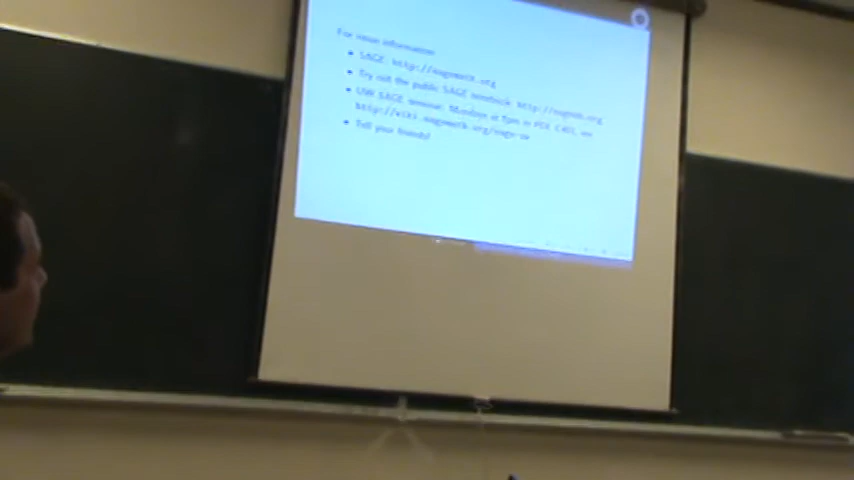 For more information:
SAGE: http://sagemath.org
Try out the public SAGE notebook: http://sagenb.org
UW SAGE seminar: Mondays at 5pm in PDL C401, see
http://wiki.sagemath.org/sage-uw
Tell your friends!